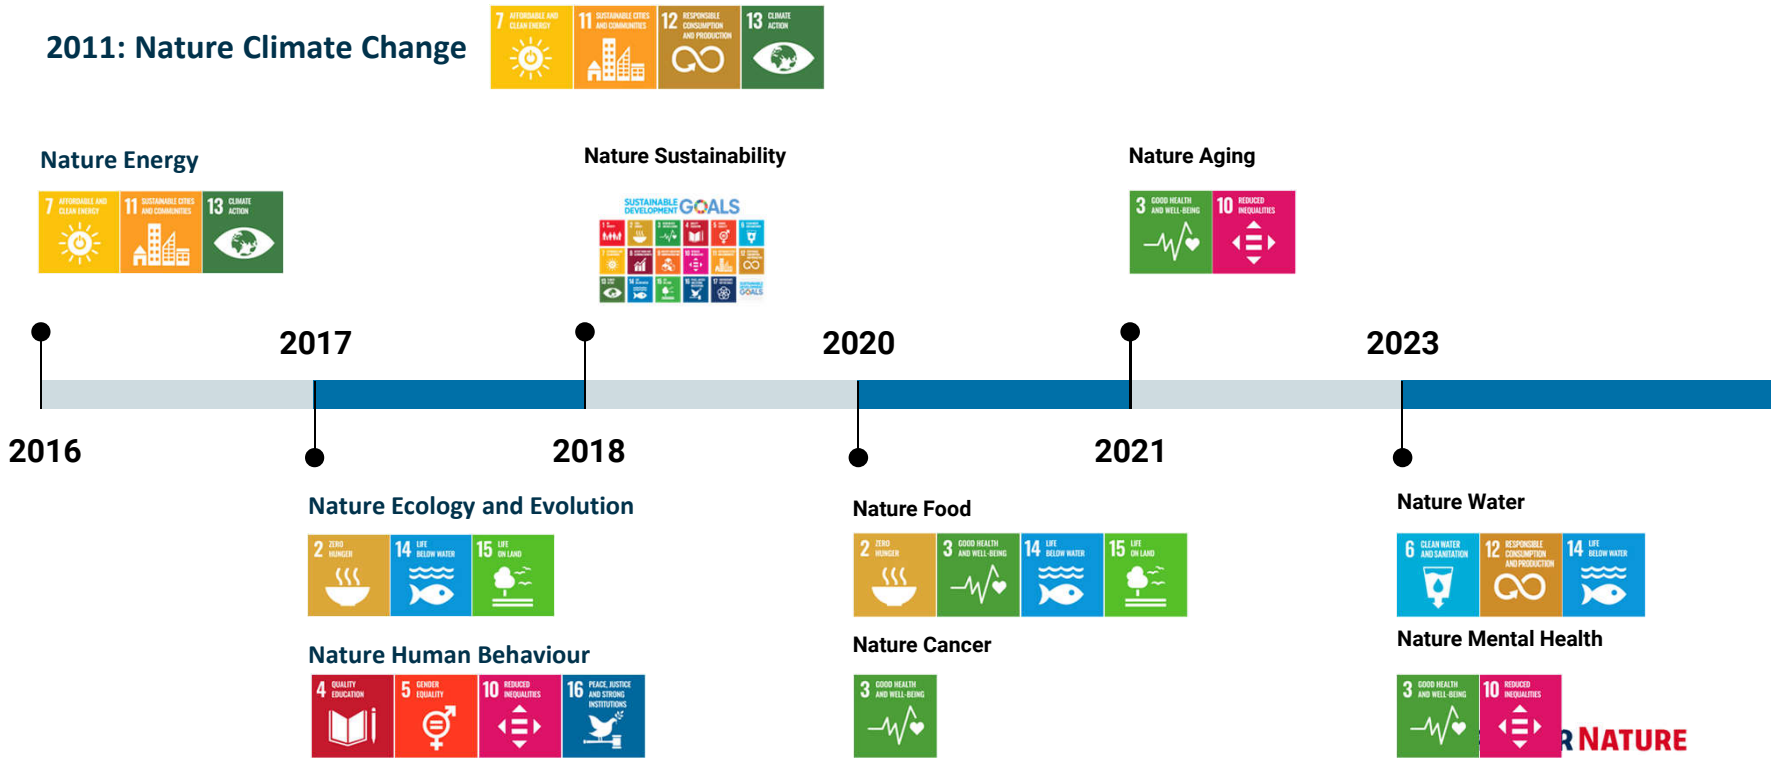 2011: Nature Climate Change
7 AFFORDABLE AND
CLEAN ENERGY
11 SUSTAINABLE CITIES
AND COMMUNITIES
12 RESPONSIBLE
CONSUMPTION
AND PRODUCTION
13 CLIMATE
ACTION
Nature Energy
7 AFFORDABLE AND
CLEAN ENERGY
11 SUSTAINABLE CITIES
AND COMMUNITIES
13 CLIMATE
ACTION
Nature Sustainability
SUSTAINABLE
DEVELOPMENT GOALS
Nature Aging
3 GOOD HEALTH
AND WELL-BEING
10 REDUCED
INEQUALITIES
2017
2020
2023
2016
2018
2021
Nature Ecology and Evolution
2 ZERO
HUNGER
14 LIFE
BELOW WATER
15 LIFE
ON LAND
Nature Human Behaviour
4 QUALITY
EDUCATION
5 GENDER
EQUALITY
10 REDUCED
INEQUALITIES
16 PEACE, JUSTICE
AND STRONG
INSTITUTIONS
Nature Food
2 ZERO
HUNGER
3 GOOD HEALTH
AND WELL-BEING
14 LIFE
BELOW WATER
15 LIFE
ON LAND
Nature Cancer
3 GOOD HEALTH
AND WELL-BEING
Nature Water
6 CLEAN WATER
AND SANITATION
12 RESPONSIBLE
CONSUMPTION
AND PRODUCTION
14 LIFE
BELOW WATER
Nature Mental Health
3 GOOD HEALTH
AND WELL-BEING
10 REDUCED
INEQUALITIES
R NATURE